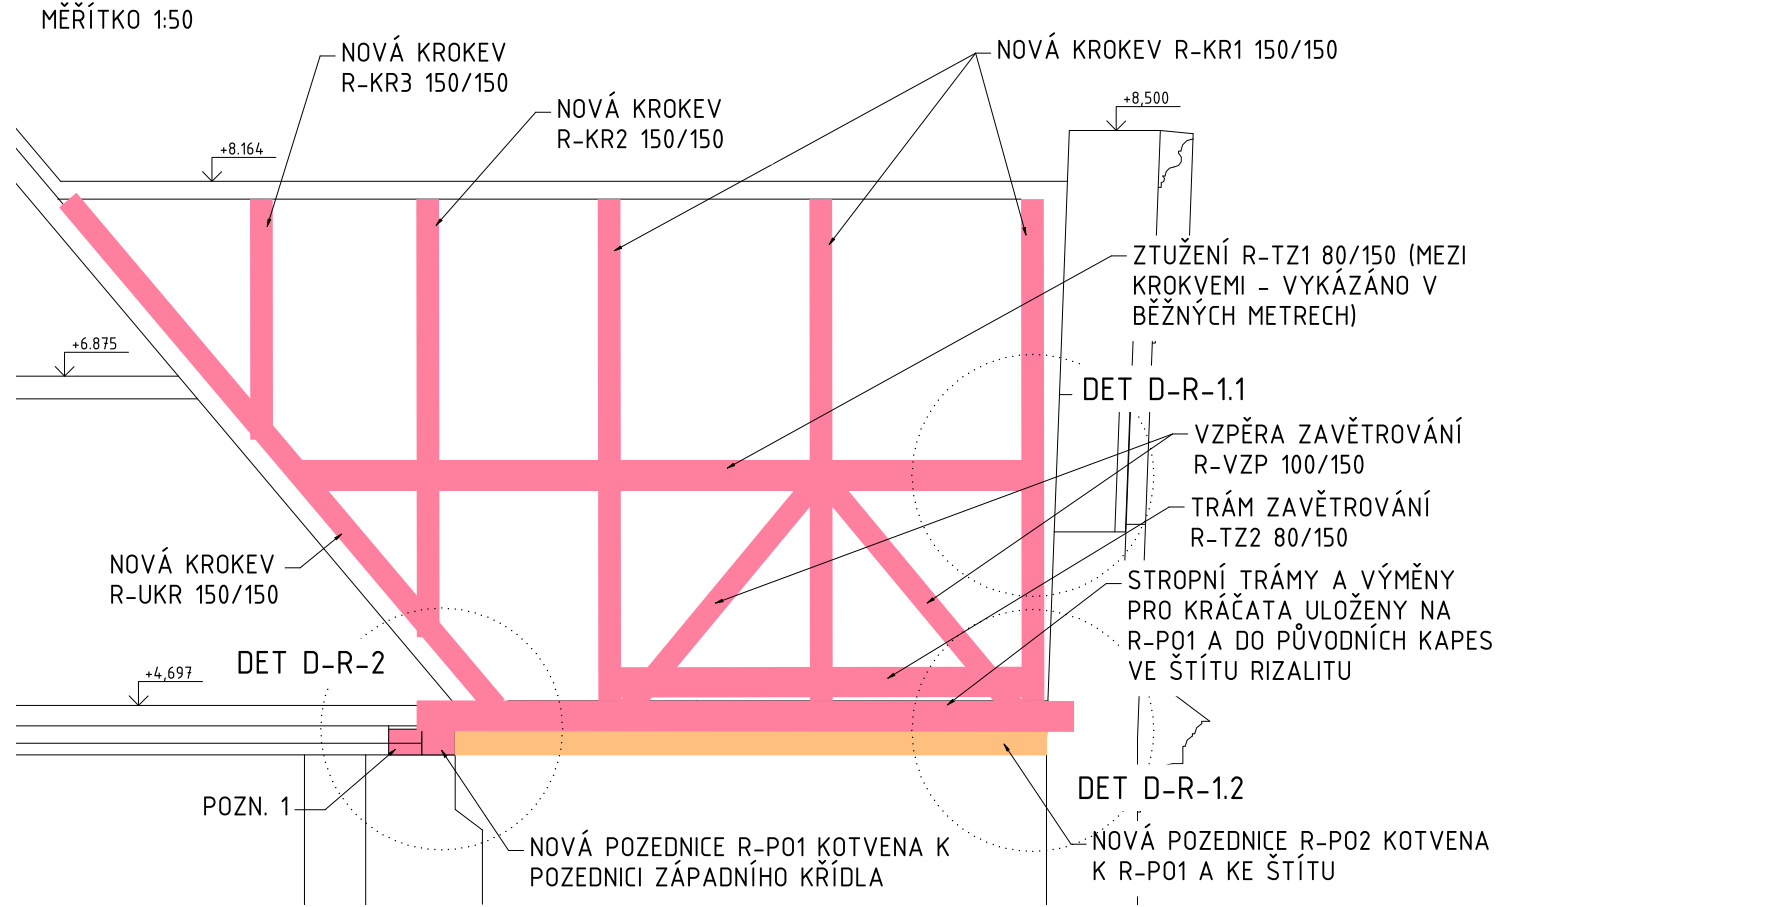 MĚŘÍTKO 1:50
NOVÁ KROKEV
R-KR3 150/150
NOVÁ KROKEV
R-KR2 150/150
NOVÁ KROKEV R-KR1 150/150
+8,500
+8.164
ZTUŽENÍ R-TZ1 80/150 (MEZI
KROKVEMI - VYKÁZÁNO V
BĚŽNÝCH METRECH)
+6.875
DET D-R-1.1
VZPĚRA ZAVĚTROVÁNÍ
R-VZP 100/150
TRÁM ZAVĚTROVÁNÍ
R-TZ2 80/150
NOVÁ KROKEV
R-UKR 150/150
STROPNÍ TRÁMY A VÝMĚNY
PRO KRÁČATA ULOŽENY NA
R-PO1 A DO PŮVODNÍCH KAPES
VE ŠTÍTU RIZALITU
DET D-R-2
+4,697
DET D-R-1.2
POZN. 1
NOVÁ POZEDNICE R-PO1 KOTVENA K
POZEDNICI ZÁPADNÍHO KŘÍDLA
NOVÁ POZEDNICE R-PO2 KOTVENA
K R-PO1 A KE ŠTÍTU